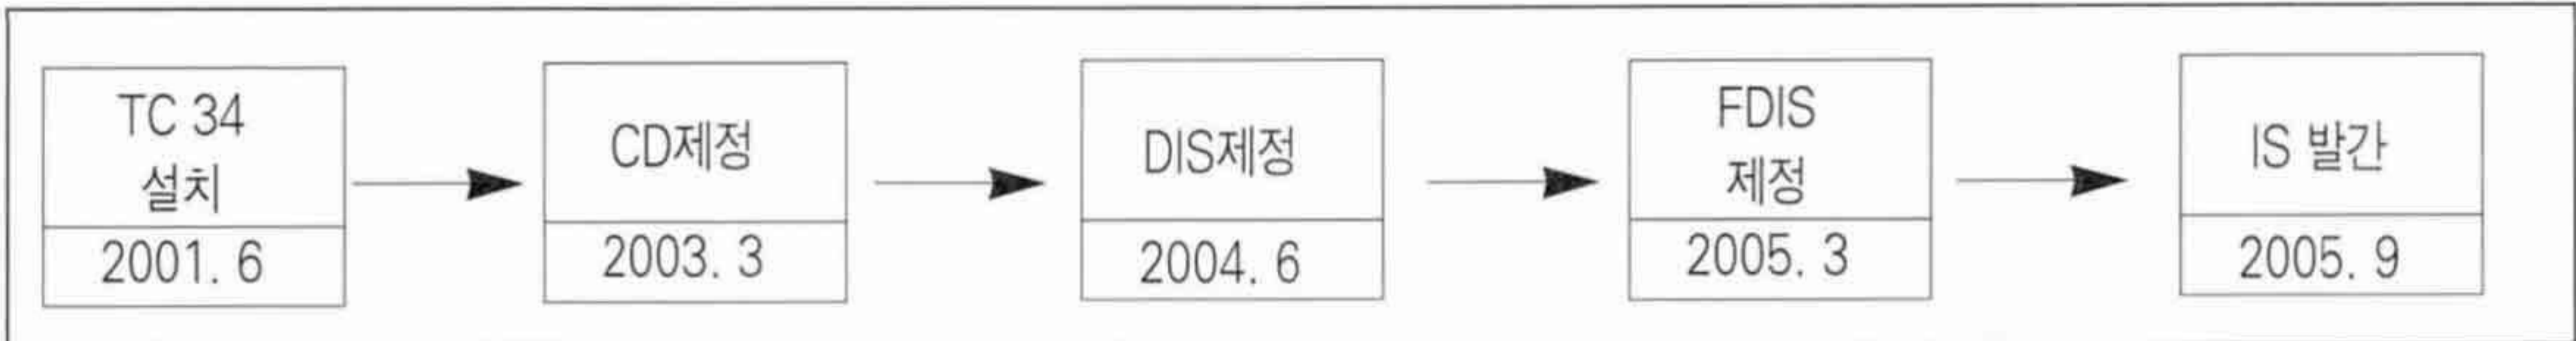 TC 34
설치
2001. 6
CD제정
2003. 3
DIS제정
2004. 6
FDIS
제정
2005. 3
IS 발간
2005. 9